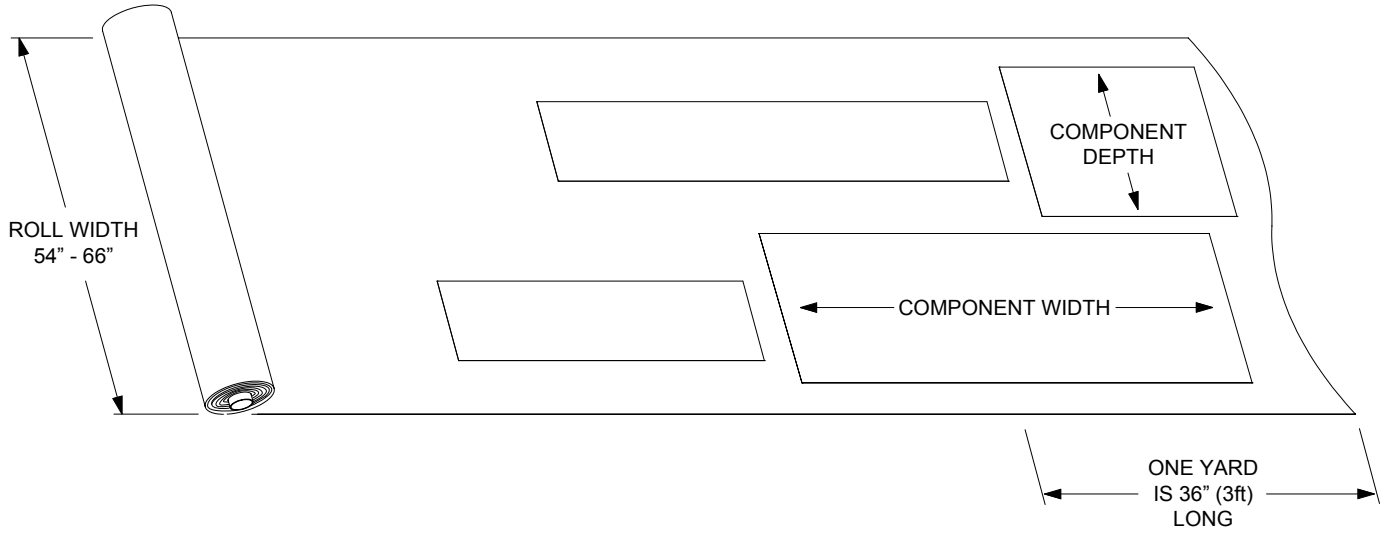 COMPONENT
DEPTH
ROLL WIDTH
54” - 66”
COMPONENT WIDTH
ONE YARD
IS 36” (3ft)
LONG